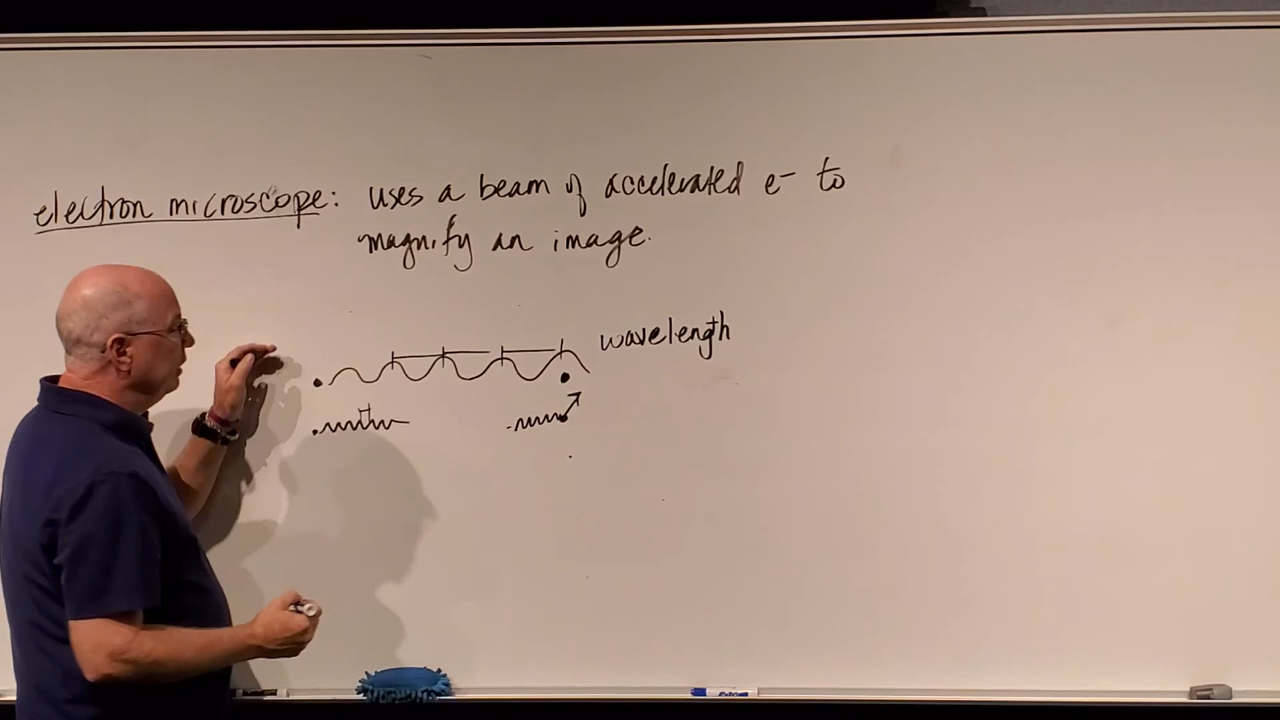 electron microscope: uses a beam of accelerated e- to
magnify an image.
wavelength